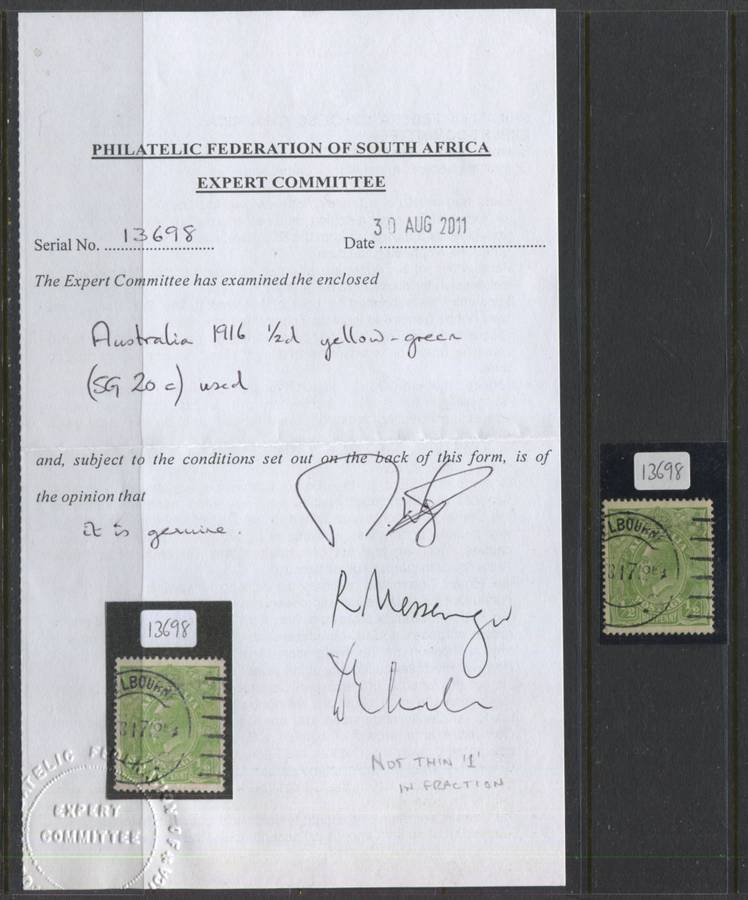 PHILATELIC FEDERATION OF SOUTH AFRICA
EXPERT COMMITTEE
Serial No. 13698
Date 30 AUG 2011
The Expert Committee has examined the enclosed
Australia 1916 ½d yellow-green
(SG 20c) used
and, subject to the conditions set out on the back of this form, is of
the opinion that
it is genuine.
R Messenger
13698
LBOURN
NOT THIN '1'
IN FRACTION
EXPERT
COMMITTEE
13698
LBOURN